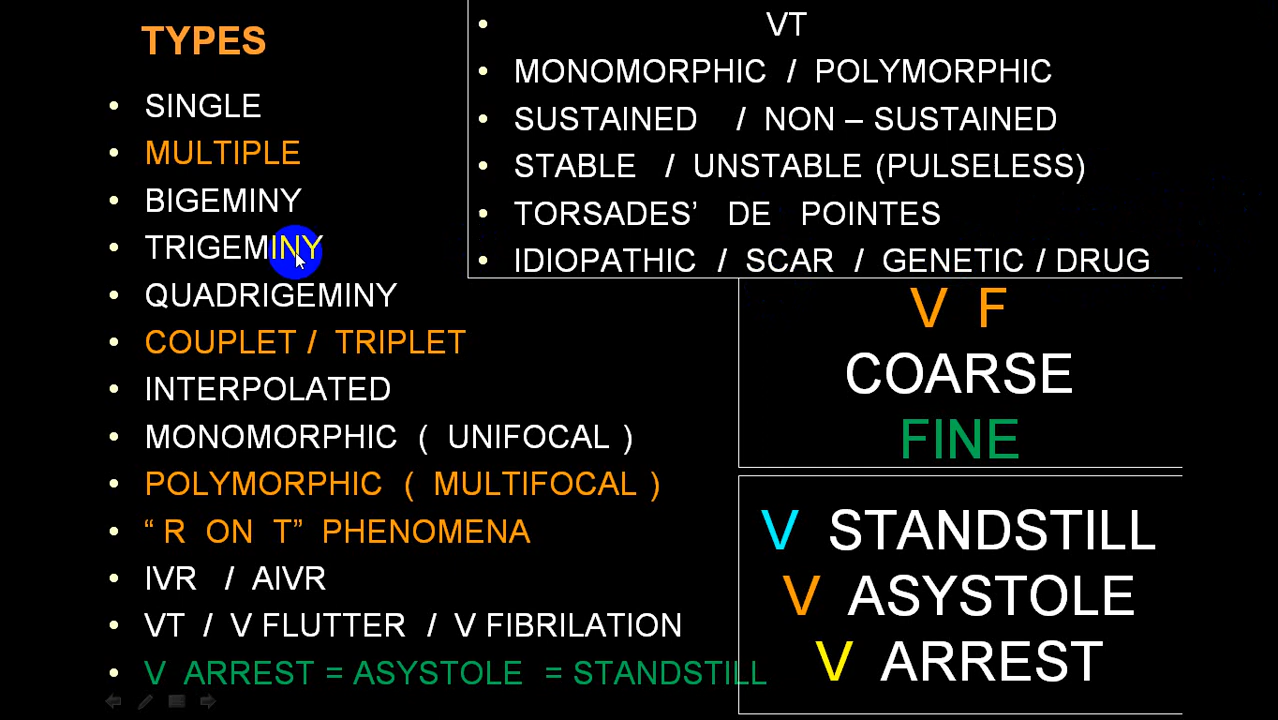 TYPES
• SINGLE
• MULTIPLE
• BIGEMINY
• TRIGEMINY
• QUADRIGEMINY
• COUPLET / TRIPLET
• INTERPOLATED
• MONOMORPHIC ( UNIFOCAL )
• POLYMORPHIC ( MULTIFOCAL )
• “ R ON T” PHENOMENA
• IVR / AIVR
• VT / V FLUTTER / V FIBRILATION
• V ARREST = ASYSTOLE = STANDSTILL
• VT
• MONOMORPHIC / POLYMORPHIC
• SUSTAINED / NON – SUSTAINED
• STABLE / UNSTABLE (PULSELESS)
• TORSADES’ DE POINTES
• IDIOPATHIC / SCAR / GENETIC / DRUG
V F
COARSE
FINE
V STANDSTILL
V ASYSTOLE
V ARREST